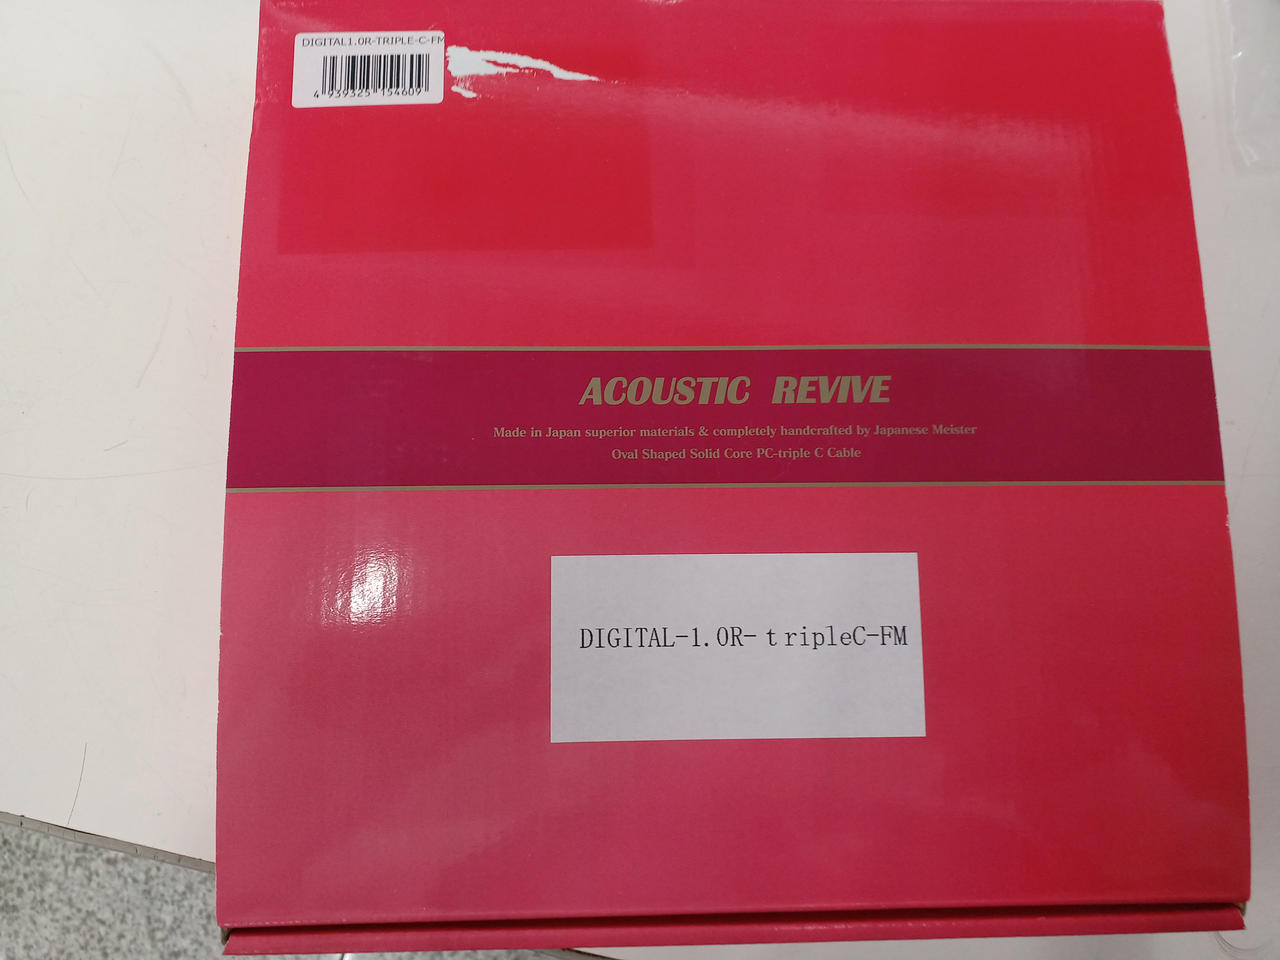 DIGITAL1.0R-TRIPLE-C-FM
4 939325 154609
ACOUSTIC REVIVE
Made in Japan superior materials & completely handcrafted by Japanese Meister
Oval Shaped Solid Core PC-triple C Cable
DIGITAL-1.0R-tripleC-FM